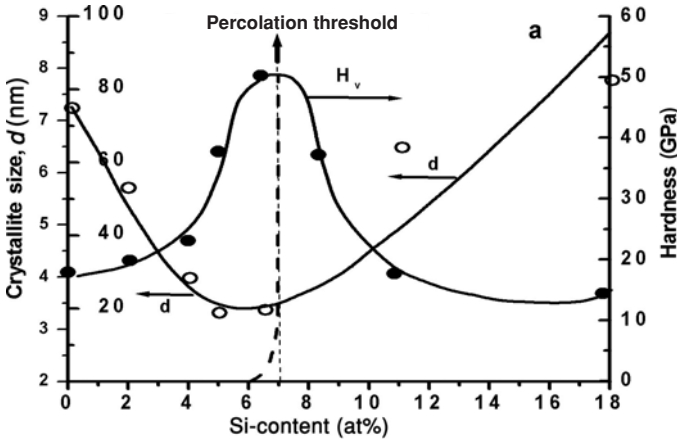 Percolation threshold
a
H v
d
d
Crystallite size, d (nm)
9
8
7
6
5
4
3
2
100
80
60
40
20
60
50
40
30
20
10
0
Hardness (GPa)
0 2 4 6 8 10 12 14 16 18
Si-content (at%)